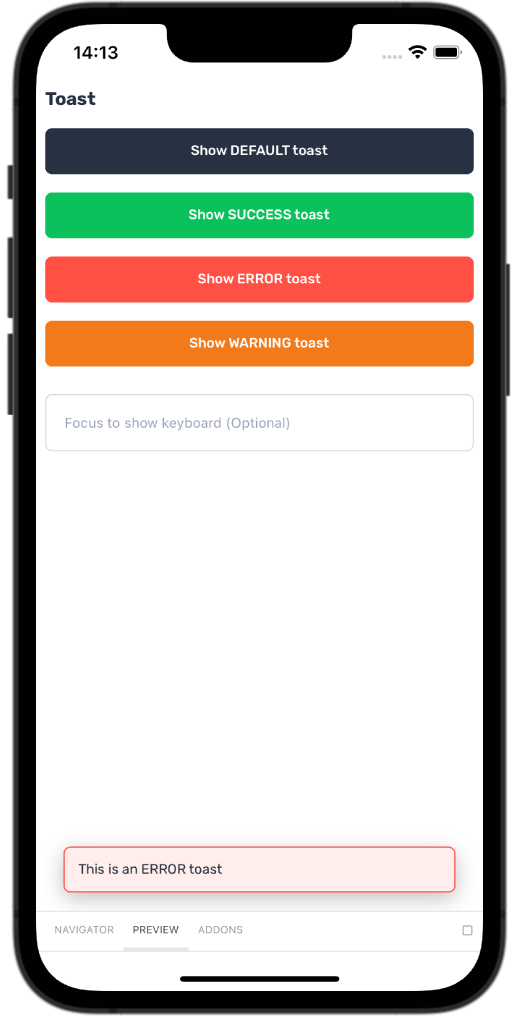 14:13
Toast
Show DEFAULT toast
Show SUCCESS toast
Show ERROR toast
Show WARNING toast
Focus to show keyboard (Optional)
This is an ERROR toast
NAVIGATOR PREVIEW ADDONS